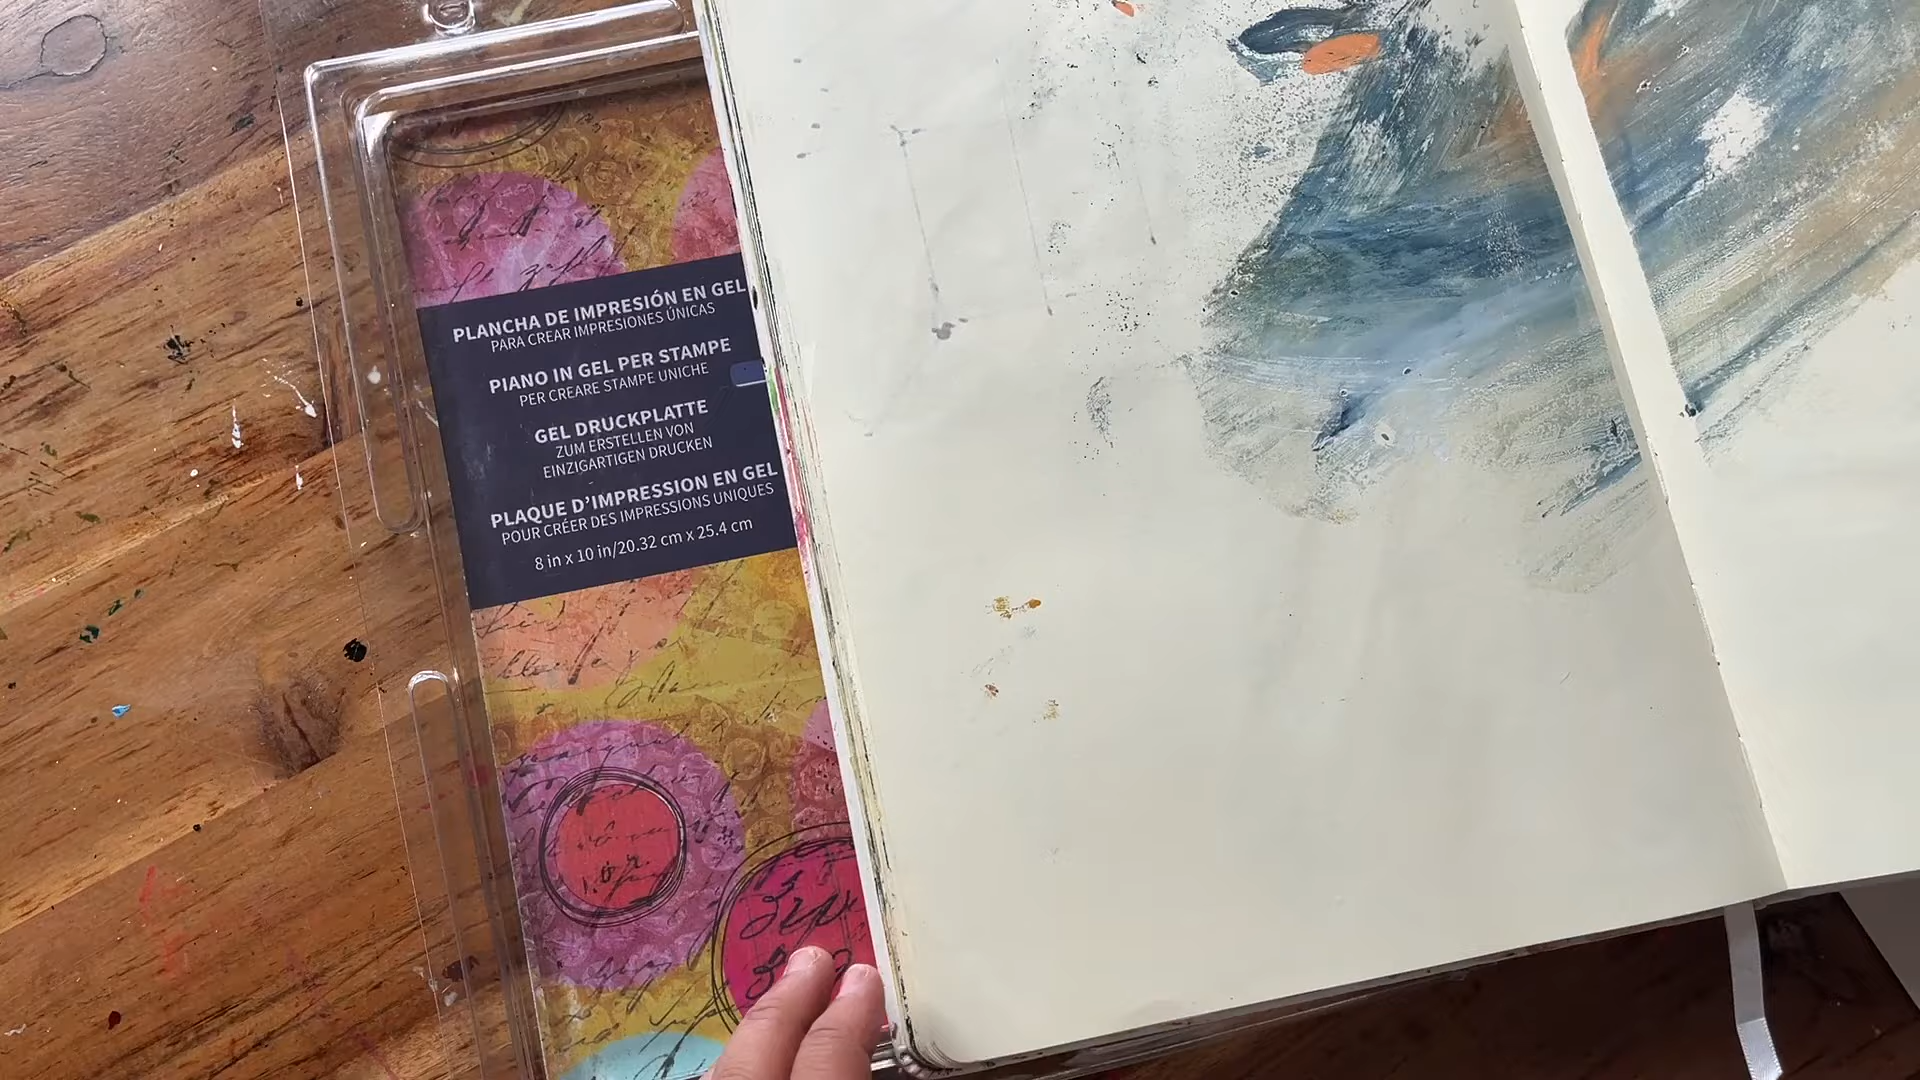 PLANCHA DE IMPRESIÓN EN GEL
PARA CREAR IMPRESIONES ÚNICAS
PIANO IN GEL PER STAMPE
PER CREARE STAMPE UNICHE
GEL DRUCKPLATTE
ZUM ERSTELLEN VON
EINZIGARTIGEN DRUCKEN
PLAQUE D'IMPRESSION EN GEL
POUR CRÉER DES IMPRESSIONS UNIQUES
8 in x 10 in/20.32 cm x 25.4 cm